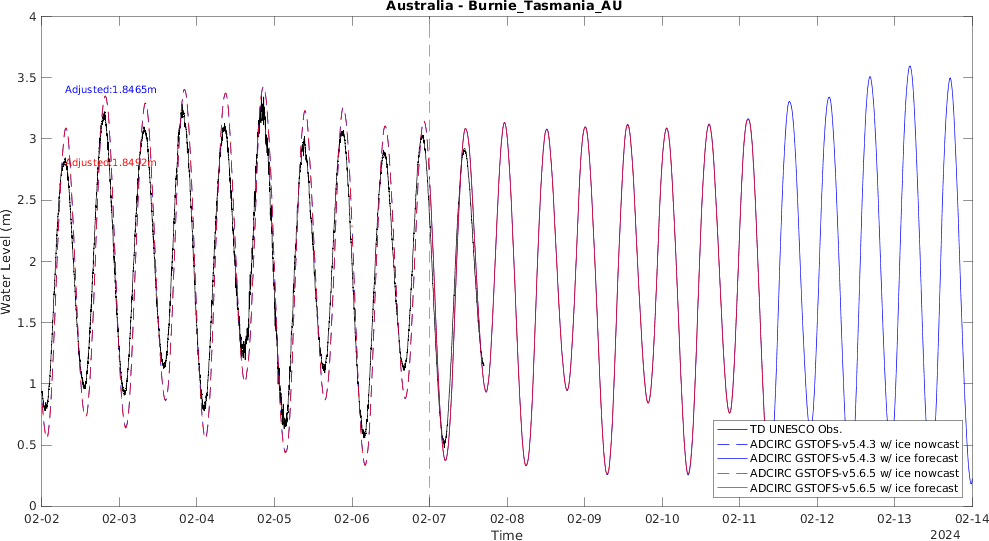 Australia - Burnie_Tasmania_AU
4
3.5
3
2.5
2
1.5
1
0.5
0
Water Level (m)
Adjusted:1.8465m
Adjusted:1.8492m
TD UNESCO Obs.
ADCIRC GSTOFS-v5.4.3 w/ ice nowcast
ADCIRC GSTOFS-v5.4.3 w/ ice forecast
ADCIRC GSTOFS-v5.6.5 w/ ice nowcast
ADCIRC GSTOFS-v5.6.5 w/ ice forecast
02-02 02-03 02-04 02-05 02-06 02-07 02-08 02-09 02-10 02-11 02-12 02-13 02-14
Time
2024